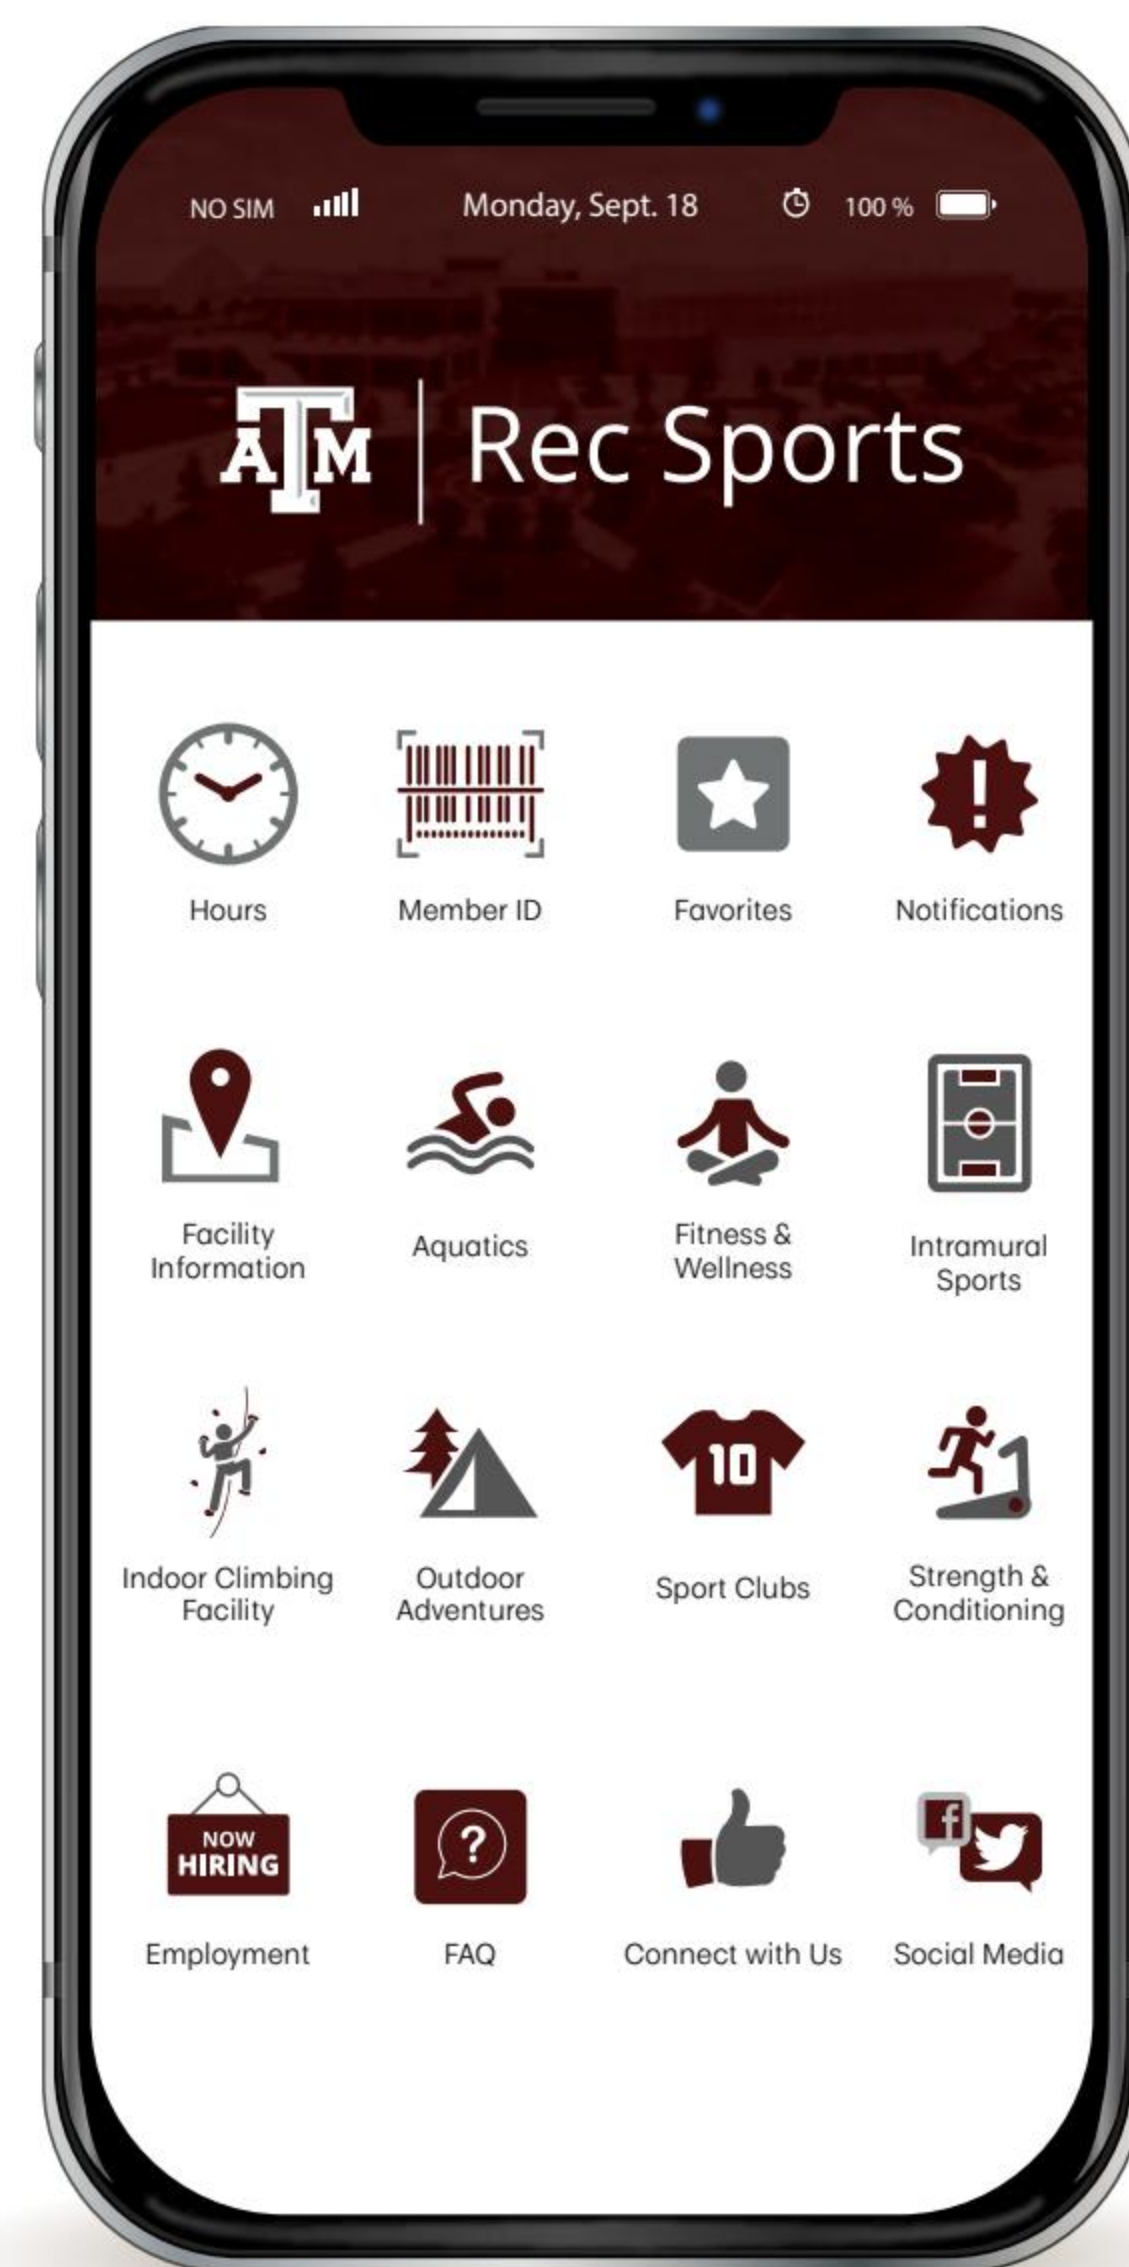 NO SIM Monday, Sept. 18 100 %
ATM Rec Sports
Hours Member ID Favorites Notifications
Facility
Information
Aquatics
Fitness &
Wellness
Intramural
Sports
Indoor Climbing
Facility
Outdoor
Adventures
10
Sport Clubs
Strength &
Conditioning
NOW
HIRING
Employment
?
FAQ
Connect with Us
f
Social Media